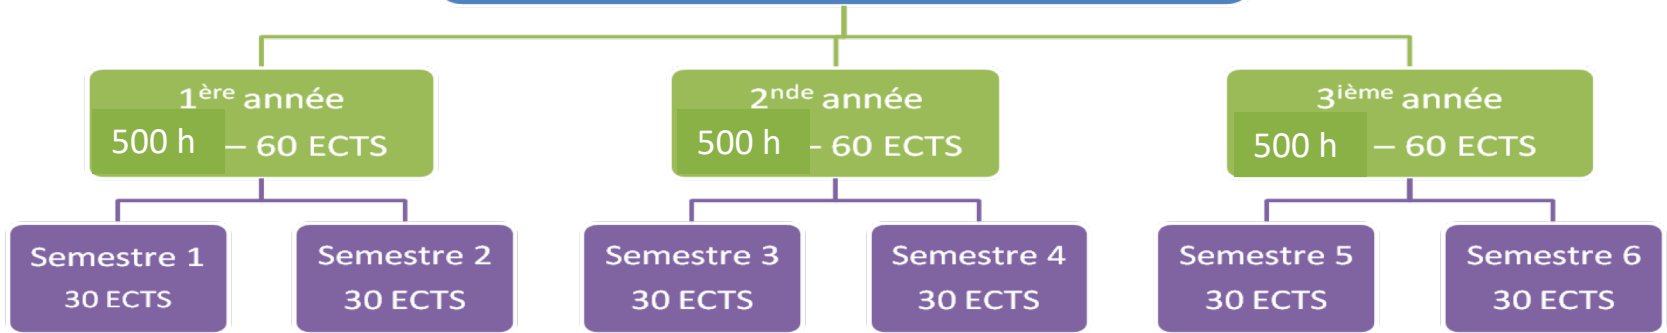 1ère année
500 h – 60 ECTS
2nde année
500 h - 60 ECTS
3ième année
500 h – 60 ECTS
Semestre 1
30 ECTS
Semestre 2
30 ECTS
Semestre 3
30 ECTS
Semestre 4
30 ECTS
Semestre 5
30 ECTS
Semestre 6
30 ECTS